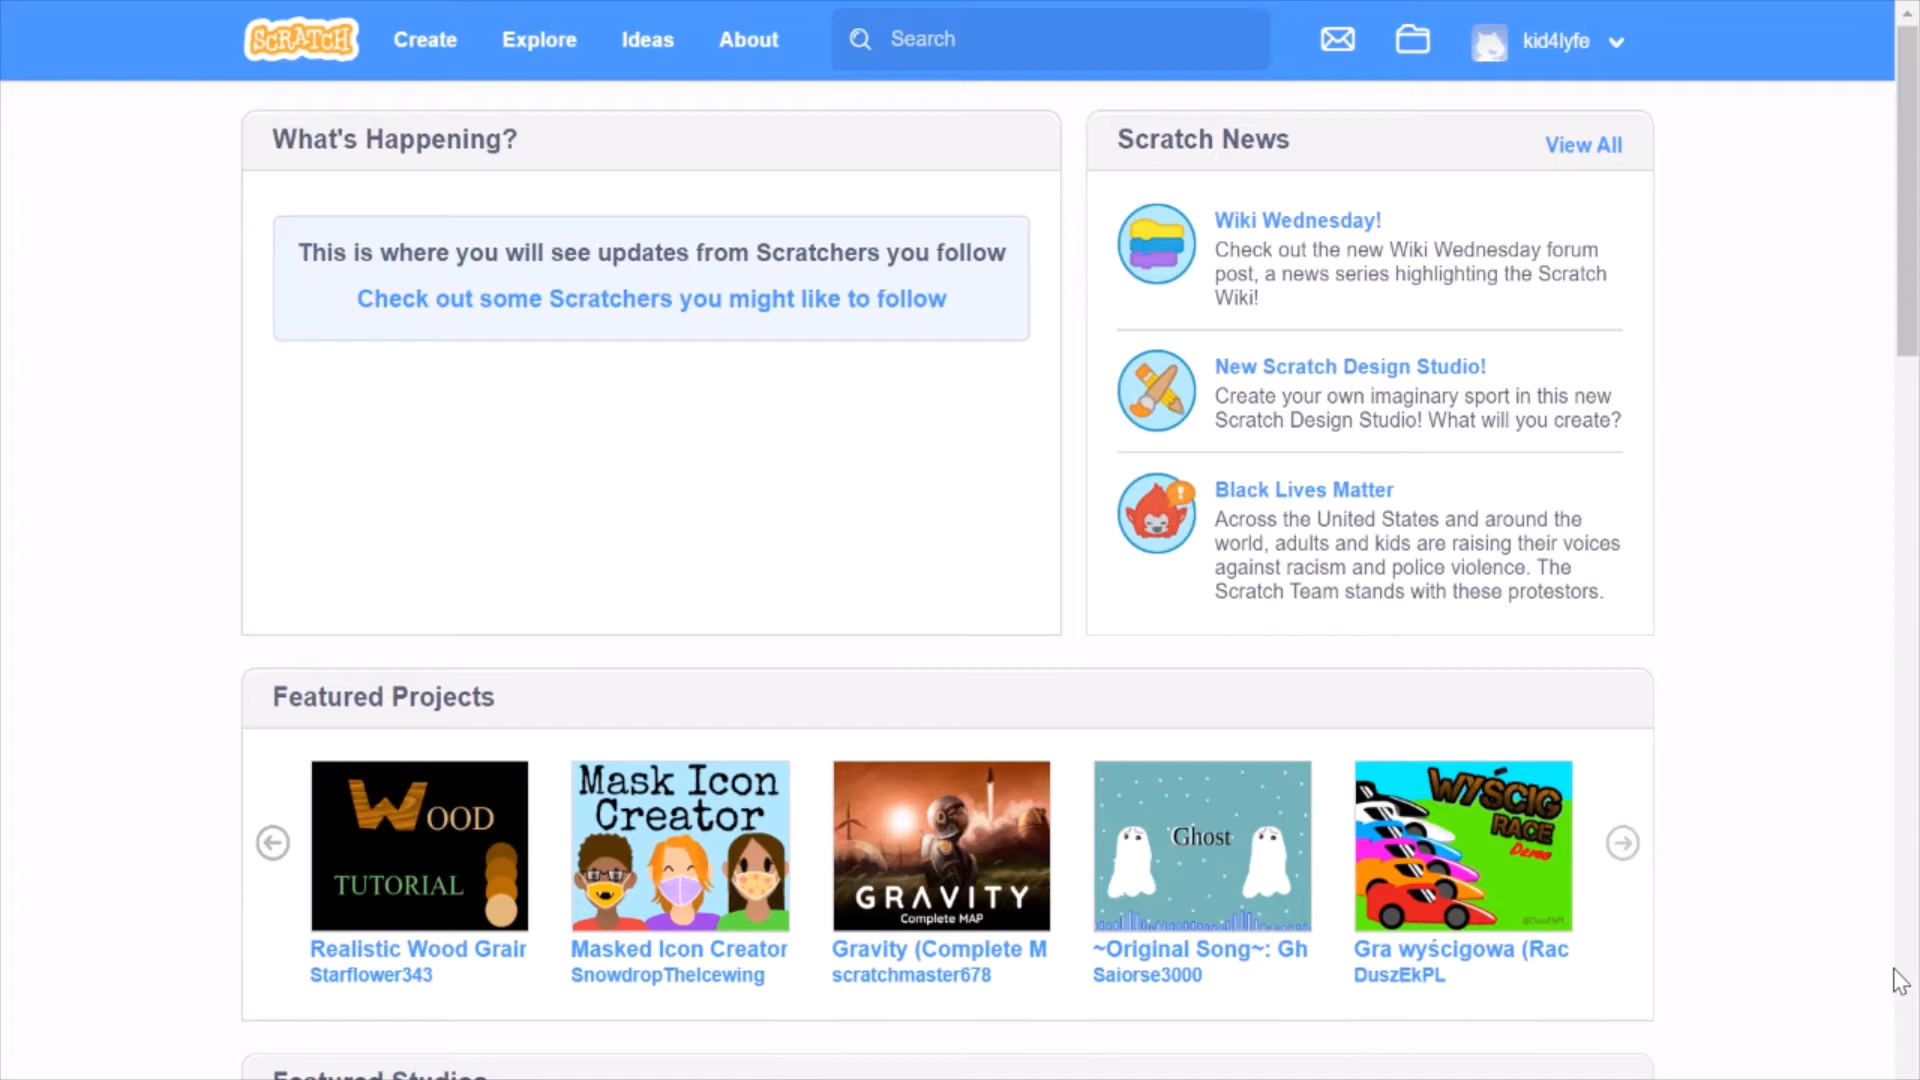 SCRATCH
Create
Explore
Ideas
About
Search
kid4lyfe
What's Happening?
This is where you will see updates from Scratchers you follow
Check out some Scratchers you might like to follow
Scratch News
View All
Wiki Wednesday!
Check out the new Wiki Wednesday forum
post, a news series highlighting the Scratch
Wiki!
New Scratch Design Studio!
Create your own imaginary sport in this new
Scratch Design Studio! What will you create?
Black Lives Matter
Across the United States and around the
world, adults and kids are raising their voices
against racism and police violence. The
Scratch Team stands with these protestors.
Featured Projects
WOOD
TUTORIAL
Realistic Wood Grain
Starflower343
Mask Icon
Creator
Masked Icon Creator
SnowdropTheIcewing
GRAVITY
Complete MAP
Gravity (Complete M
scratchmaster678
Ghost
~Original Song~: Gh
Saiorse3000
WYŚCIG
RACE
Demo
@DuszEkPL
Gra wyścigowa (Rac
DuszEkPL
Featured Studios